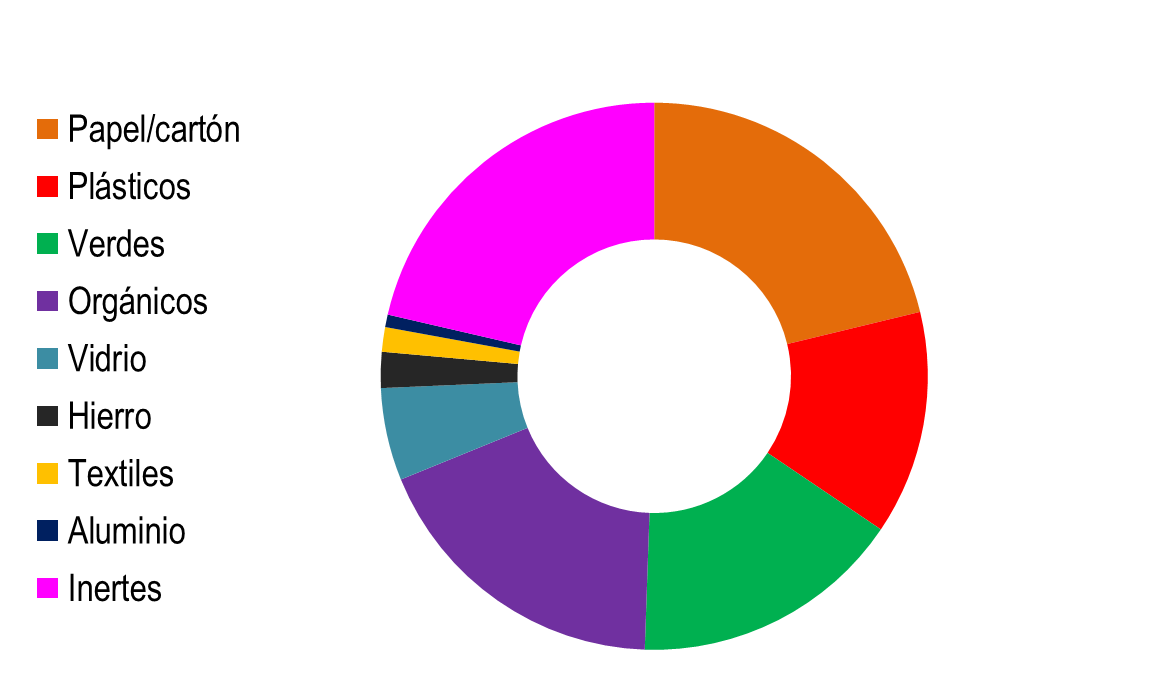 Papel/cartón
Plásticos
Verdes
Orgánicos
Vidrio
Hierro
Textiles
Aluminio
Inertes